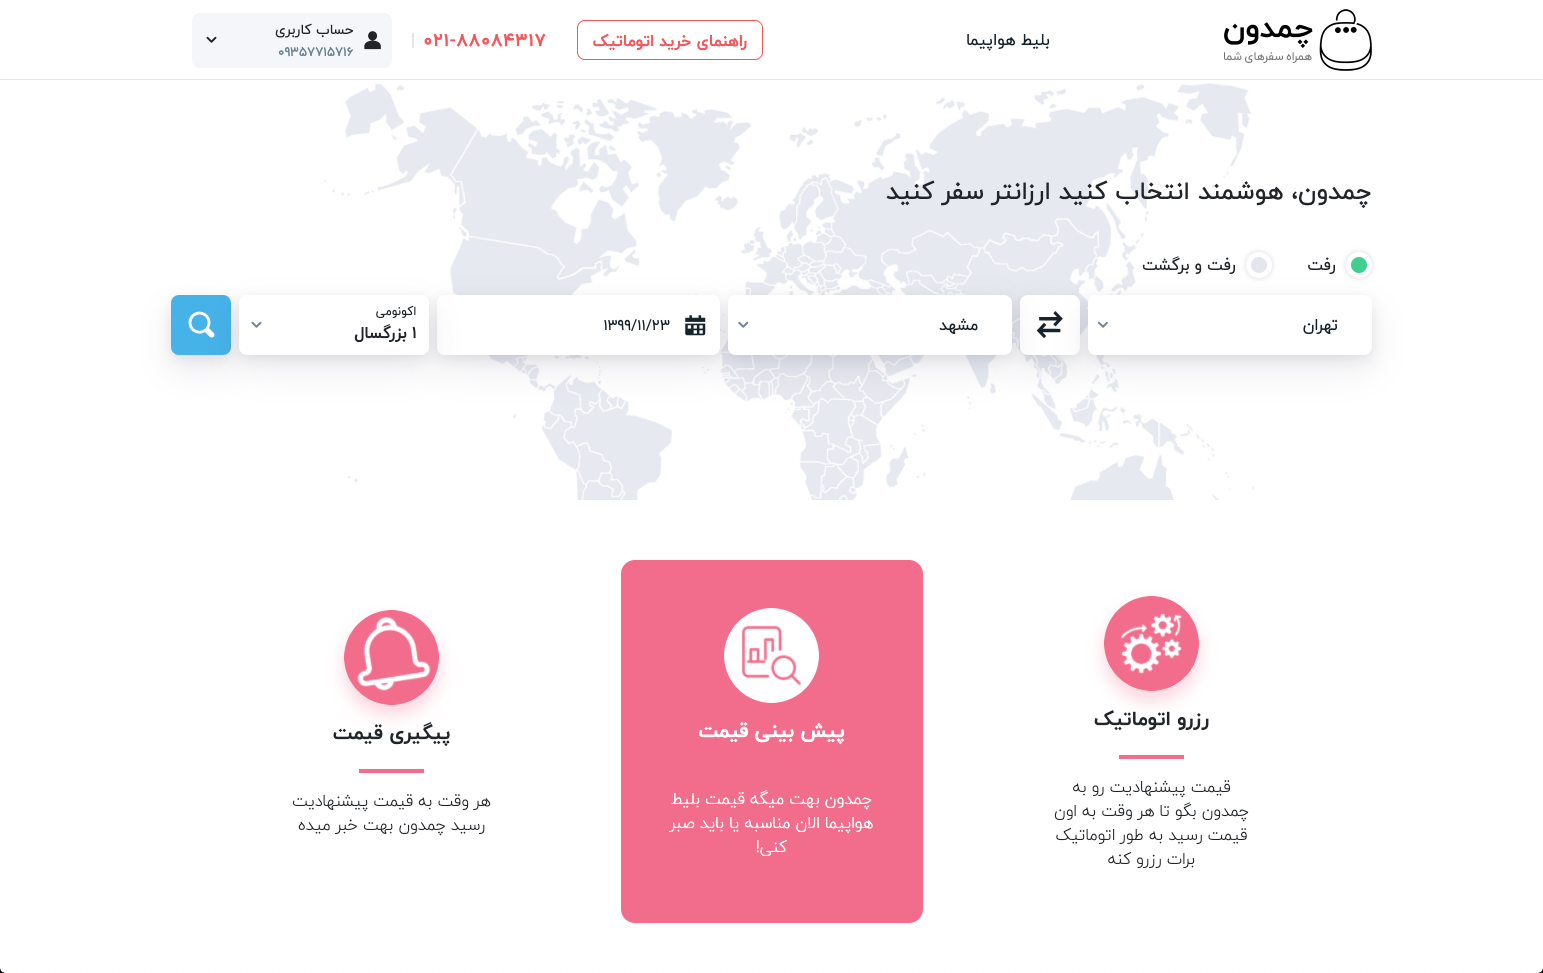 چمدون
همراه سفرهای شما
بلیط هواپیما
راهنمای خرید اتوماتیک
۰۲۱-۸۸۰۸۴۳۱۷
حساب کاربری
۰۹۳۵۷۷۱۵۷۱۶
چمدون، هوشمند انتخاب کنید ارزانتر سفر کنید
رفت
رفت و برگشت
تهران
مشهد
۱۳۹۹/۱۱/۲۳
اکونومی
۱ بزرگسال
رزرو اتوماتیک
قیمت پیشنهادیت رو به
چمدون بگو تا هر وقت به اون
قیمت رسید به طور اتوماتیک
برات رزرو کنه
پیش بینی قیمت
چمدون بهت میگه قیمت بلیط
هواپیما الان مناسبه یا باید صبر
کنی!
پیگیری قیمت
هر وقت به قیمت پیشنهادیت
رسید چمدون بهت خبر میده